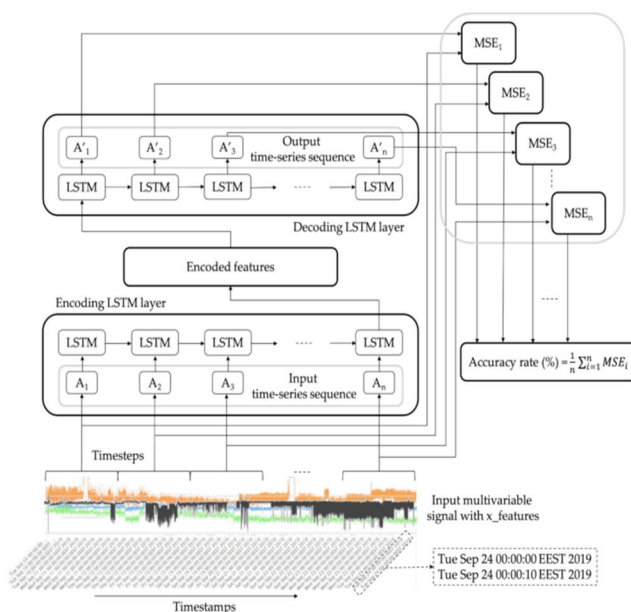 MSE₁
MSE₂
MSE₃
MSEₙ
A'₁ A'₂ A'₃ A'ₙ
Output
time-series sequence
LSTM LSTM LSTM LSTM
Decoding LSTM layer
Encoded features
Encoding LSTM layer
LSTM LSTM LSTM LSTM
A₁ A₂ A₃ Aₙ
Input
time-series sequence
Accuracy rate (%) = 1/n ∑ⁿᵢ₌₁ MSEᵢ
Timesteps
Input multivariable
signal with x_features
Tue Sep 24 00:00:00 EEST 2019
Tue Sep 24 00:00:10 EEST 2019
Timestamps